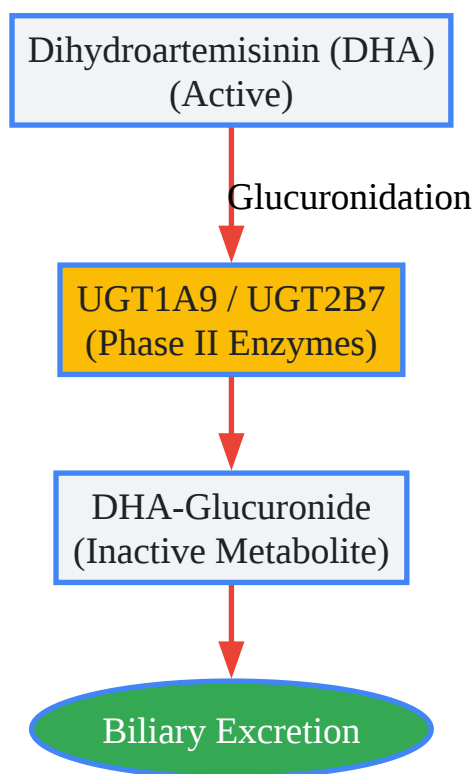 Dihydroartemisinin (DHA)
(Active)
Glucuronidation
UGT1A9 / UGT2B7
(Phase II Enzymes)
DHA-Glucuronide
(Inactive Metabolite)
Biliary Excretion